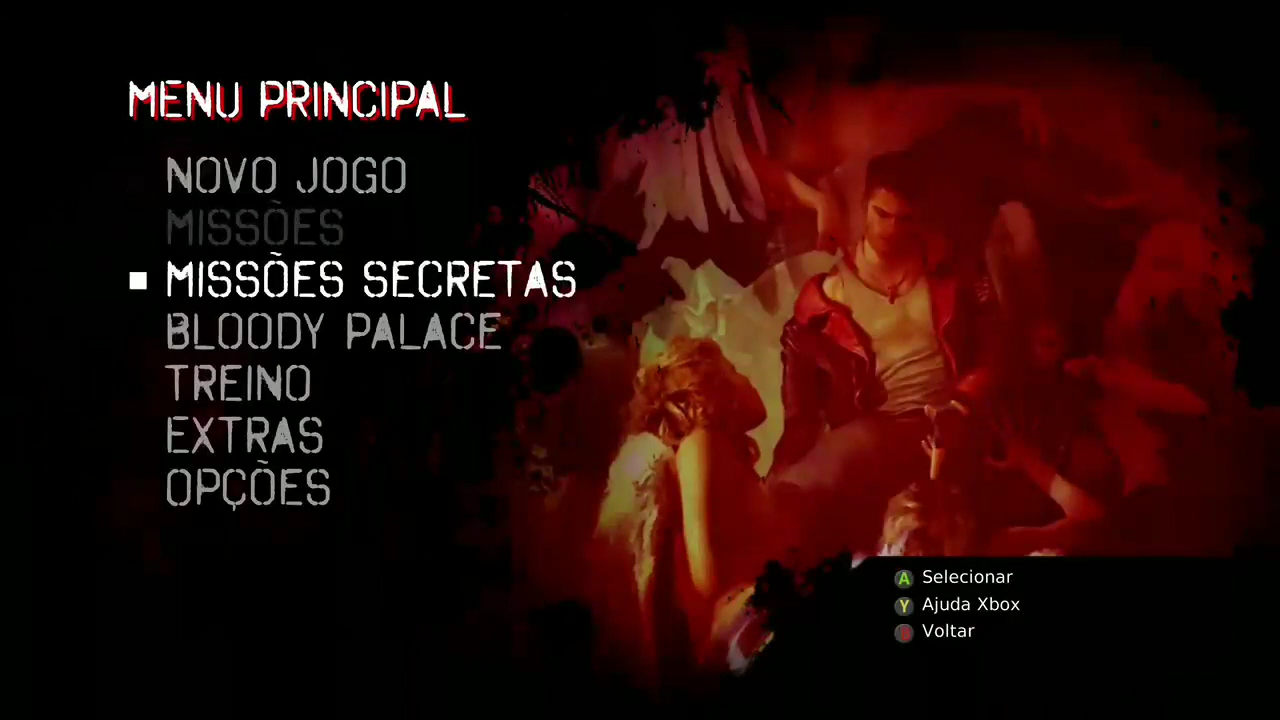 MENU PRINCIPAL
NOVO JOGO
MISSÕES
MISSÕES SECRETAS
BLOODY PALACE
TREINO
EXTRAS
OPÇÕES
A Selecionar
Y Ajuda Xbox
B Voltar